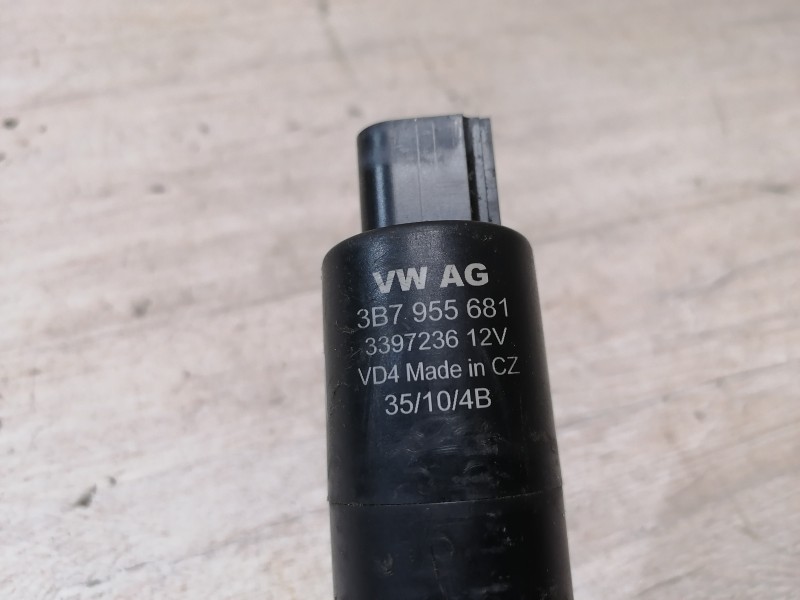 VW AG
3B7 955 681
3397236 12V
VD4 Made in CZ
35/10/4B